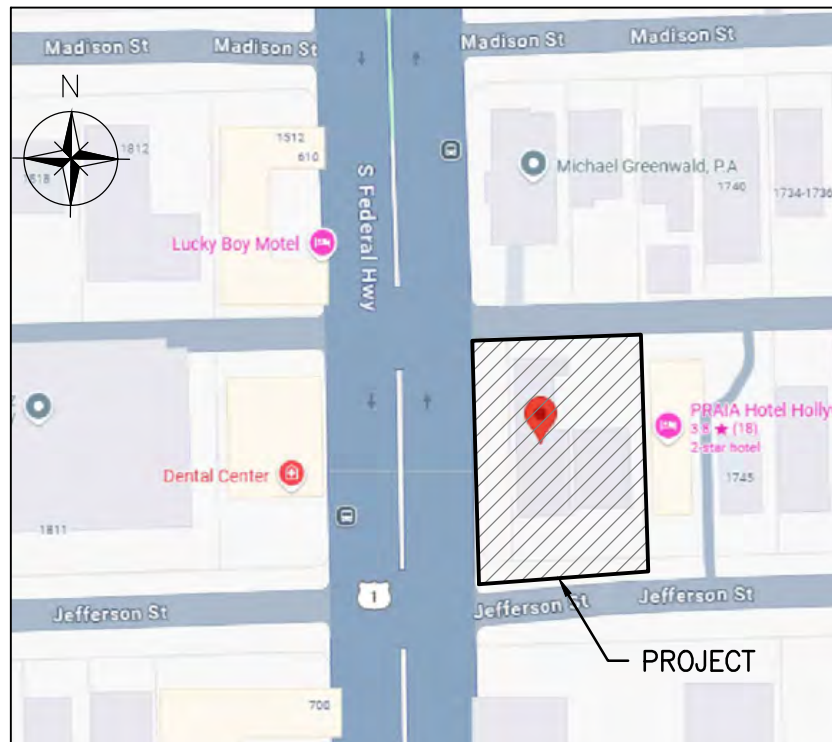 Madison St
Madison St
Madison St
Madison St
N
1812
1512
610
Michael Greenwald, P.A
1740
1734-1736
Lucky Boy Motel
S Federal Hwy
PRAIA Hotel Holly
3.8 ★ (18)
2-star hotel
Dental Center
1745
1811
1
Jefferson St
Jefferson St
Jefferson St
PROJECT
700